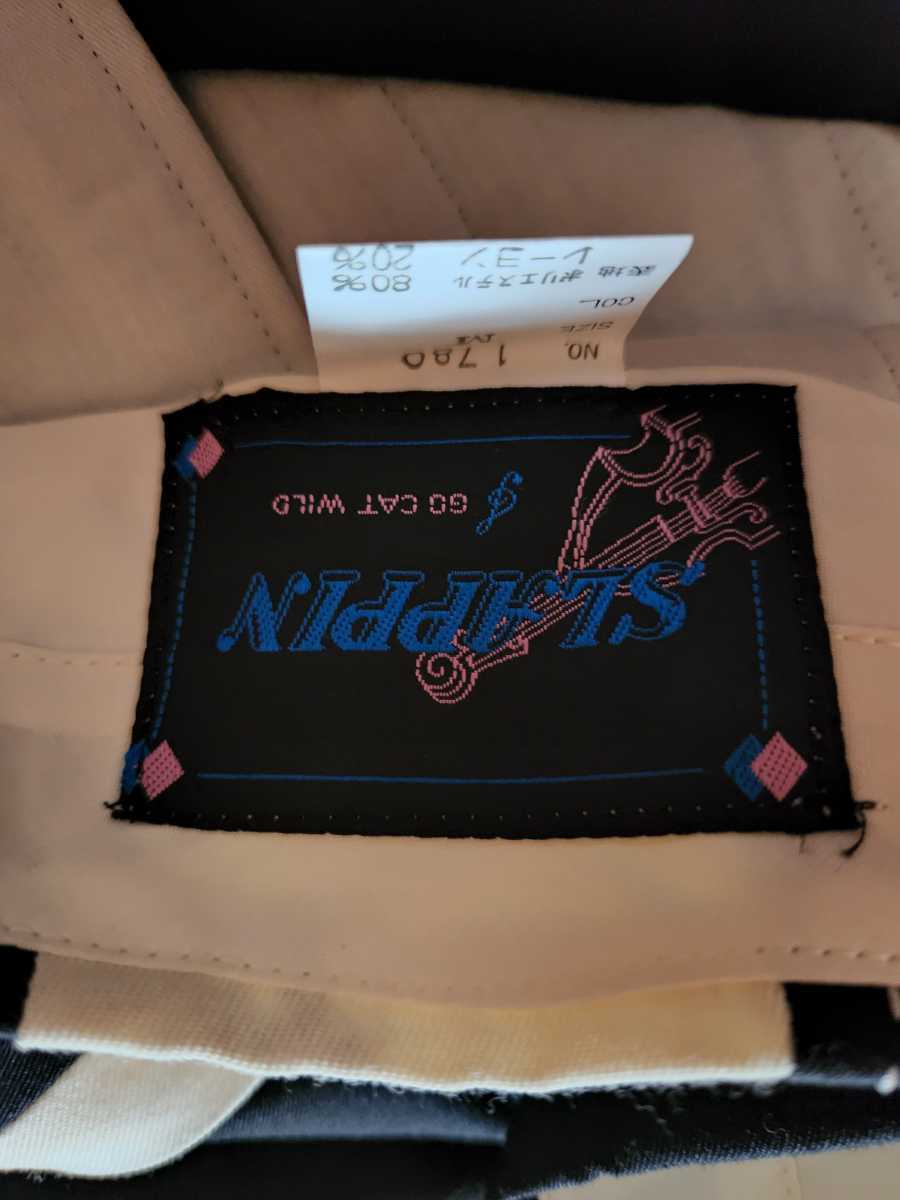 SLAPPIN
GO CAT WILD
NO. 1780
SIZE M
COL
表地 ポリエステル 80%
レーヨン 20%